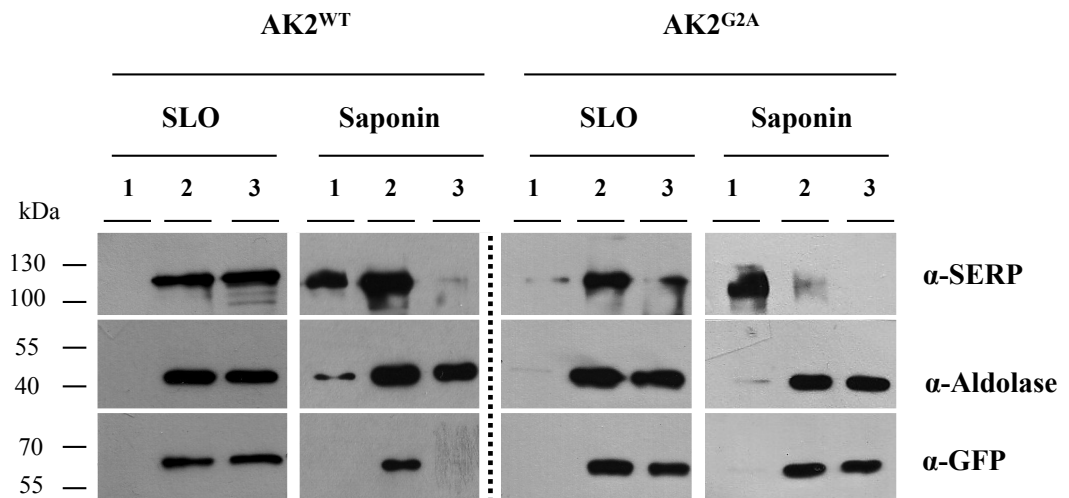 AK2WT AK2G2A
SLO Saponin SLO Saponin
1 2 3 1 2 3 1 2 3 1 2 3
kDa
130
100
α-SERP
55
40
α-Aldolase
70
55
α-GFP